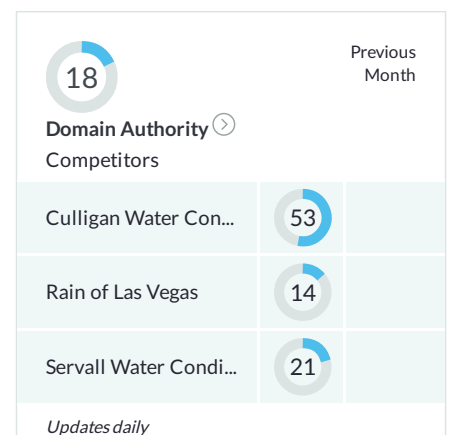 18
Previous
Month
Domain Authority
Competitors
Culligan Water Con... 53
Rain of Las Vegas 14
Servall Water Condi... 21
Updates daily